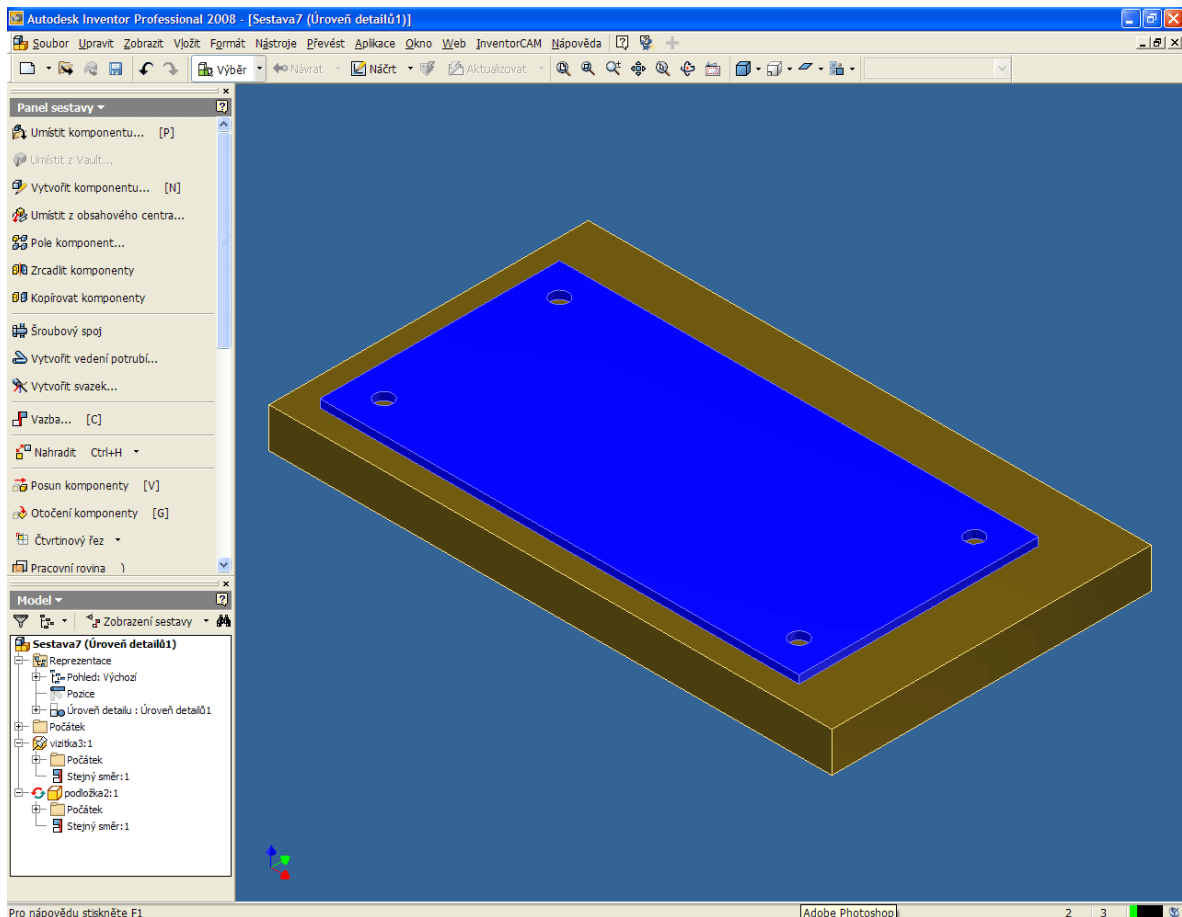 Autodesk Inventor Professional 2008 - [Sestava7 (Úroveň detailů1)]
Soubor Upravit Zobrazit Vložit Formát Nástroje Převést Aplikace Okno Web InventorCAM Nápověda
Výběr Návrat Náčrt Aktualizovat
Panel sestavy
Umístit komponentu... [P]
Umístit z Vault...
Vytvořit komponentu... [N]
Umístit z obsahového centra...
Pole komponent...
Zrcadlit komponenty
Kopírovat komponenty
Šroubový spoj
Vytvořit vedení potrubí...
Vytvořit svazek...
Vazba... [C]
Nahradit Ctrl+H
Posun komponenty [V]
Otočení komponenty [G]
Čtvrtinový řez
Pracovní rovina )
Model
Zobrazení sestavy
Sestava7 (Úroveň detailů1)
Reprezentace
Pohled: Výchozí
Pozice
Úroveň detailu : Úroveň detailů1
Počátek
vizitka3:1
Počátek
Stejný směr:1
podložka2:1
Počátek
Stejný směr:1
Pro nápovědu stiskněte F1
Adobe Photoshop
2 3